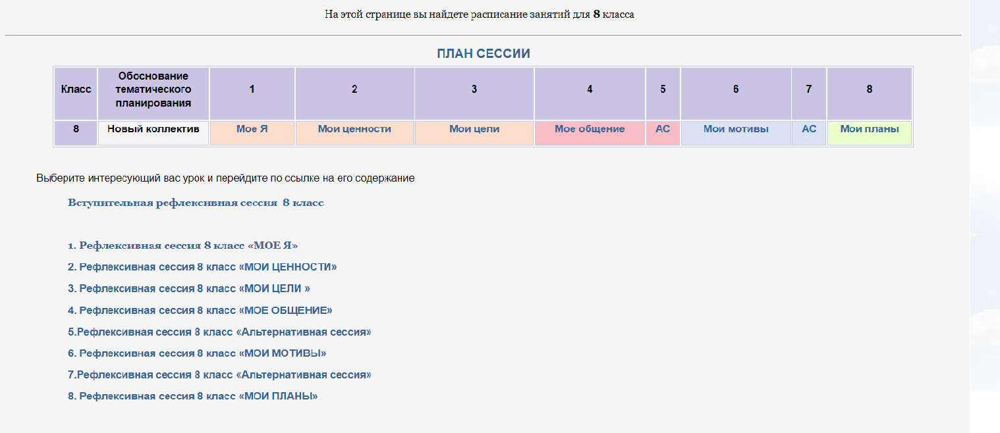 На этой странице вы найдете расписание занятий для 8 класса
ПЛАН СЕССИИ
Класс Обоснование тематического планирования 1 2 3 4 5 6 7 8
8 Новый коллектив Мое Я Мои ценности Мои цели Мое общение АС Мои мотивы АС Мои планы
Выберите интересующий вас урок и перейдите по ссылке на его содержание
Вступительная рефлексивная сессия 8 класс
1. Рефлексивная сессия 8 класс «МОЕ Я»
2. Рефлексивная сессия 8 класс «МОИ ЦЕННОСТИ»
3. Рефлексивная сессия 8 класс «МОИ ЦЕЛИ »
4. Рефлексивная сессия 8 класс «МОЕ ОБЩЕНИЕ»
5.Рефлексивная сессия 8 класс «Альтернативная сессия»
6. Рефлексивная сессия 8 класс «МОИ МОТИВЫ»
7.Рефлексивная сессия 8 класс «Альтернативная сессия»
8. Рефлексивная сессия 8 класс «МОИ ПЛАНЫ»